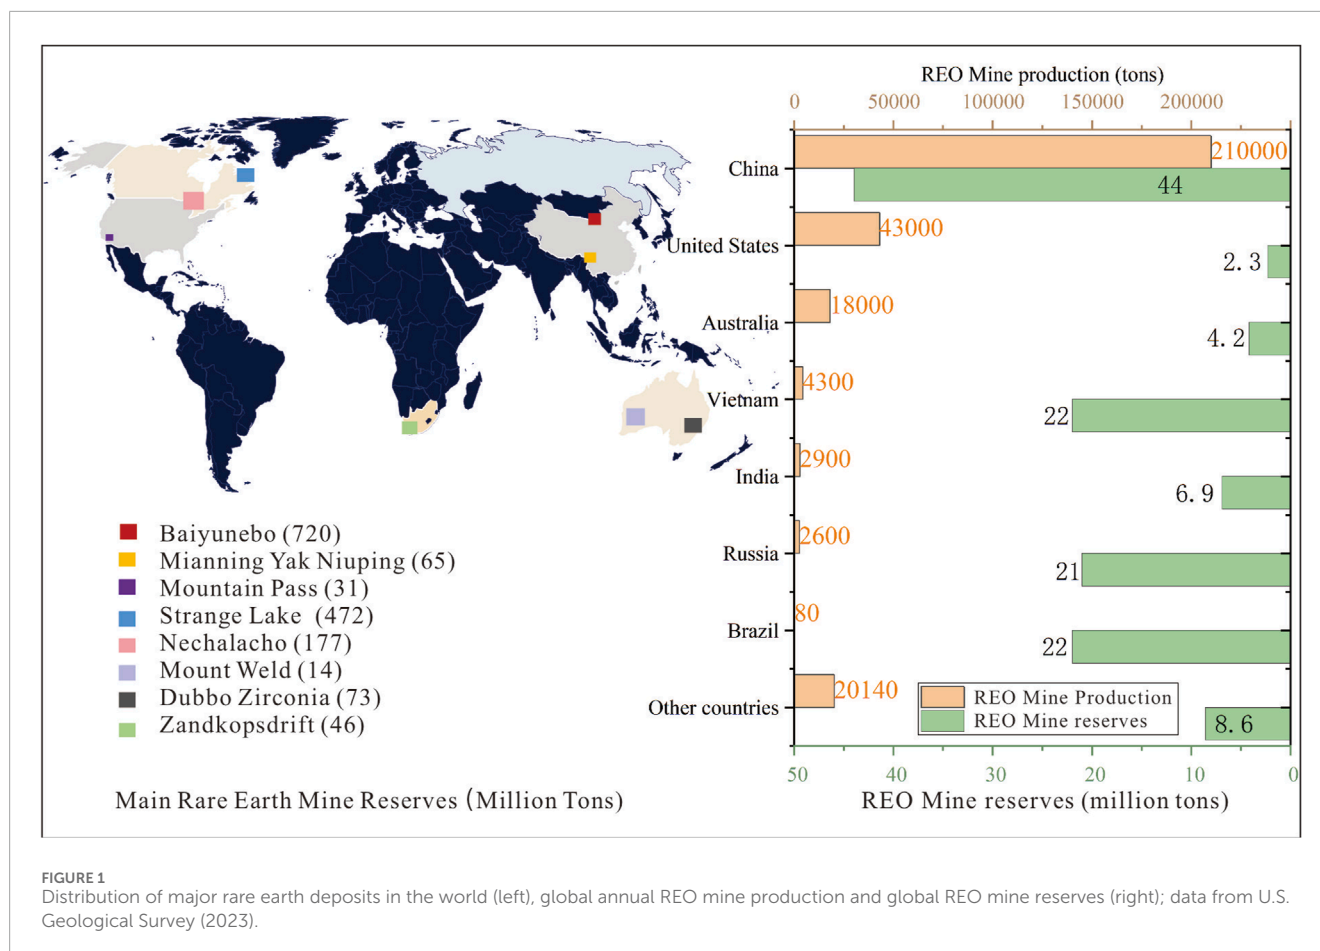 REO Mine production (tons)
0 50000 100000 150000 200000
China 210000
44
United States 43000
2.3
Australia 18000
4.2
Vietnam 4300
22
India 2900
6.9
Russia 2600
21
Brazil 80
22
Other countries 20140
8.6
REO Mine Production
REO Mine reserves
50 40 30 20 10 0
REO Mine reserves (million tons)
Baiyunebo (720)
Mianning Yak Niuping (65)
Mountain Pass (31)
Strange Lake (472)
Nechalacho (177)
Mount Weld (14)
Dubbo Zirconia (73)
Zandkopsdrift (46)
Main Rare Earth Mine Reserves (Million Tons)
FIGURE 1
Distribution of major rare earth deposits in the world (left), global annual REO mine production and global REO mine reserves (right); data from U.S.
Geological Survey (2023).